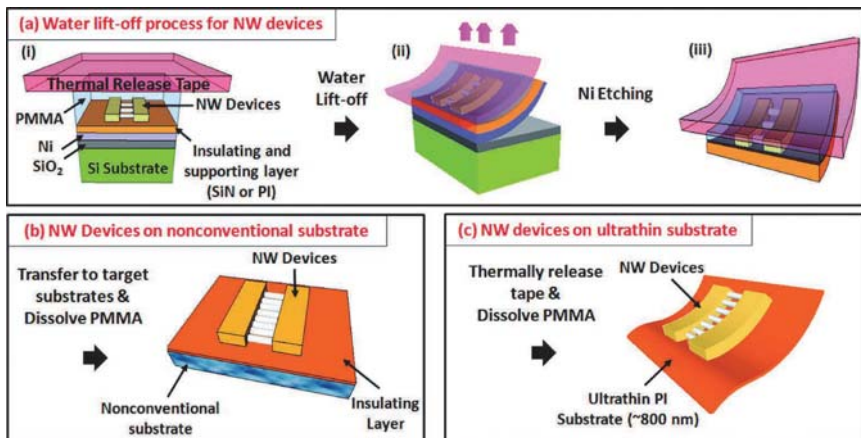 (a) Water lift-off process for NW devices
(i)
Thermal Release Tape
PMMA
NW Devices
Ni
SiO₂
Si Substrate
Insulating and
supporting layer
(SiN or PI)
Water
Lift-off
(ii)
Ni Etching
(iii)
(b) NW Devices on nonconventional substrate
Transfer to target
substrates &
Dissolve PMMA
NW Devices
Nonconventional
substrate
Insulating
Layer
(c) NW devices on ultrathin substrate
Thermally release
tape &
Dissolve PMMA
NW Devices
Ultrathin PI
Substrate (~800 nm)